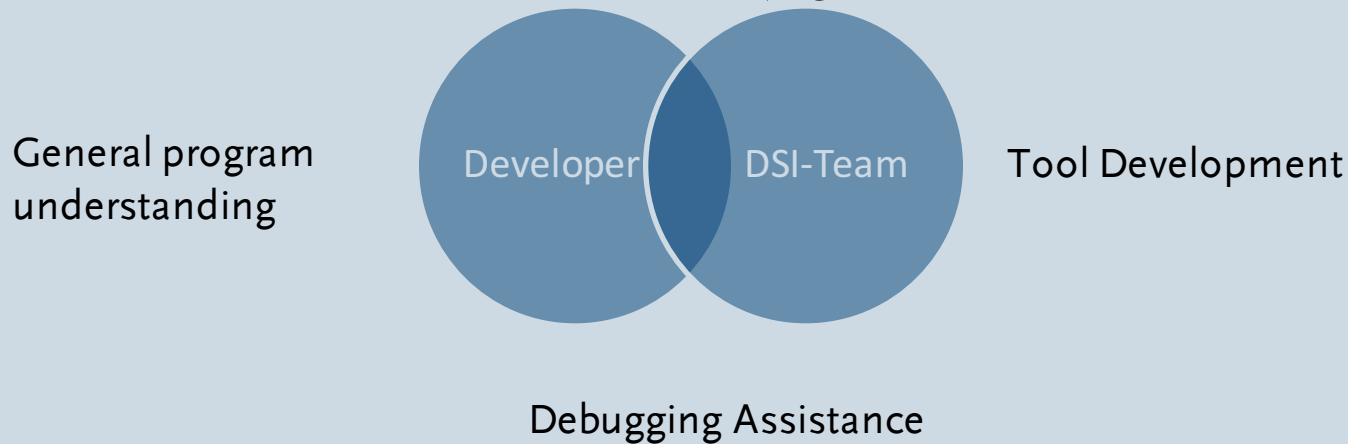 General program
understanding
Developer
DSI-Team
Tool Development
Debugging Assistance